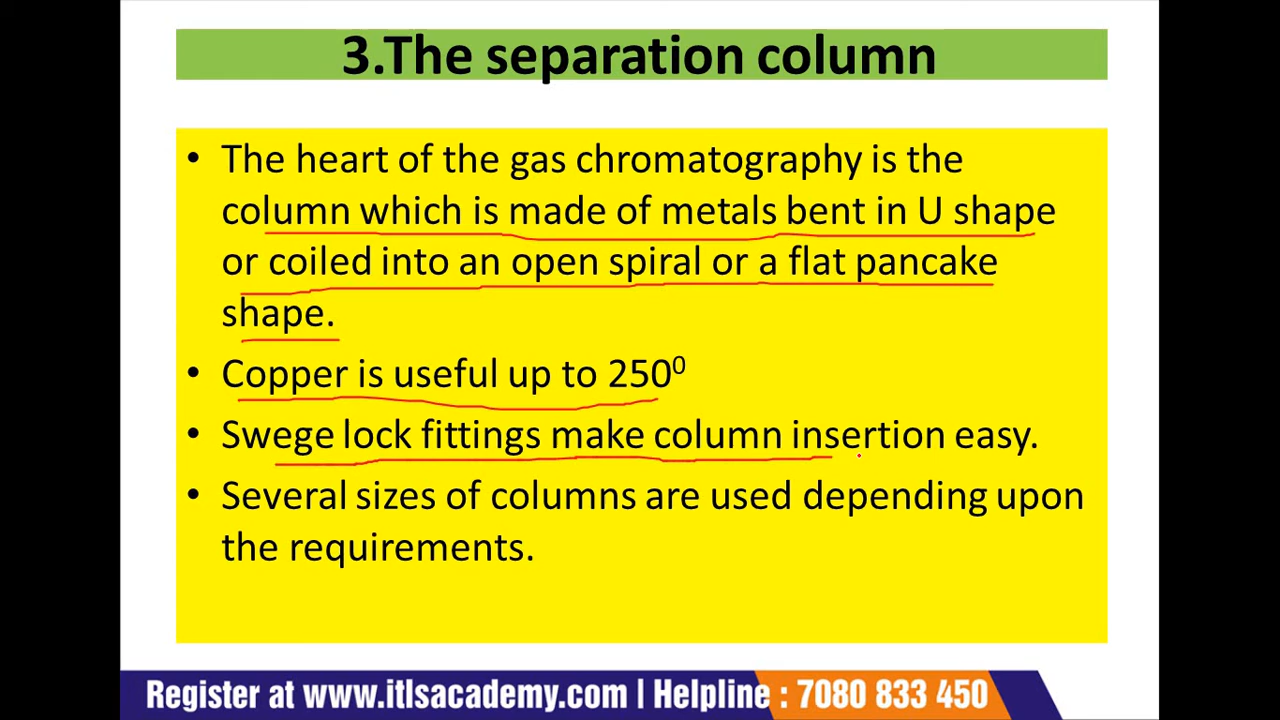 3.The separation column
• The heart of the gas chromatography is the
column which is made of metals bent in U shape
or coiled into an open spiral or a flat pancake
shape.
• Copper is useful up to 250⁰
• Swege lock fittings make column insertion easy.
• Several sizes of columns are used depending upon
the requirements.
Register at www.itlsacademy.com | Helpline : 7080 833 450